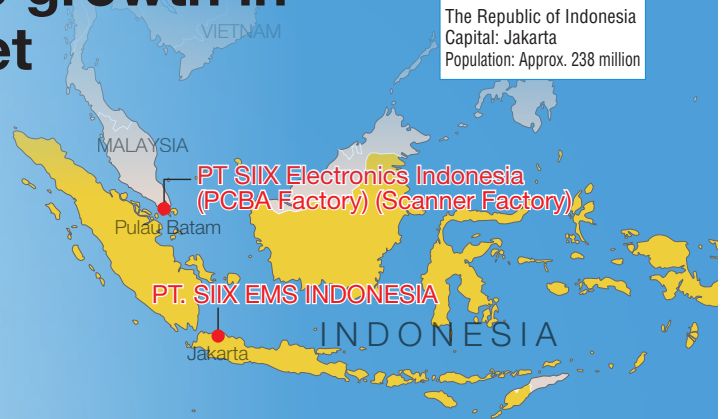 growth in
et
The Republic of Indonesia
Capital: Jakarta
Population: Approx. 238 million
VIETNAM
MALAYSIA
PT SIIX Electronics Indonesia
(PCBA Factory) (Scanner Factory)
Pulau Batam
PT. SIIX EMS INDONESIA
INDONESIA
Jakarta